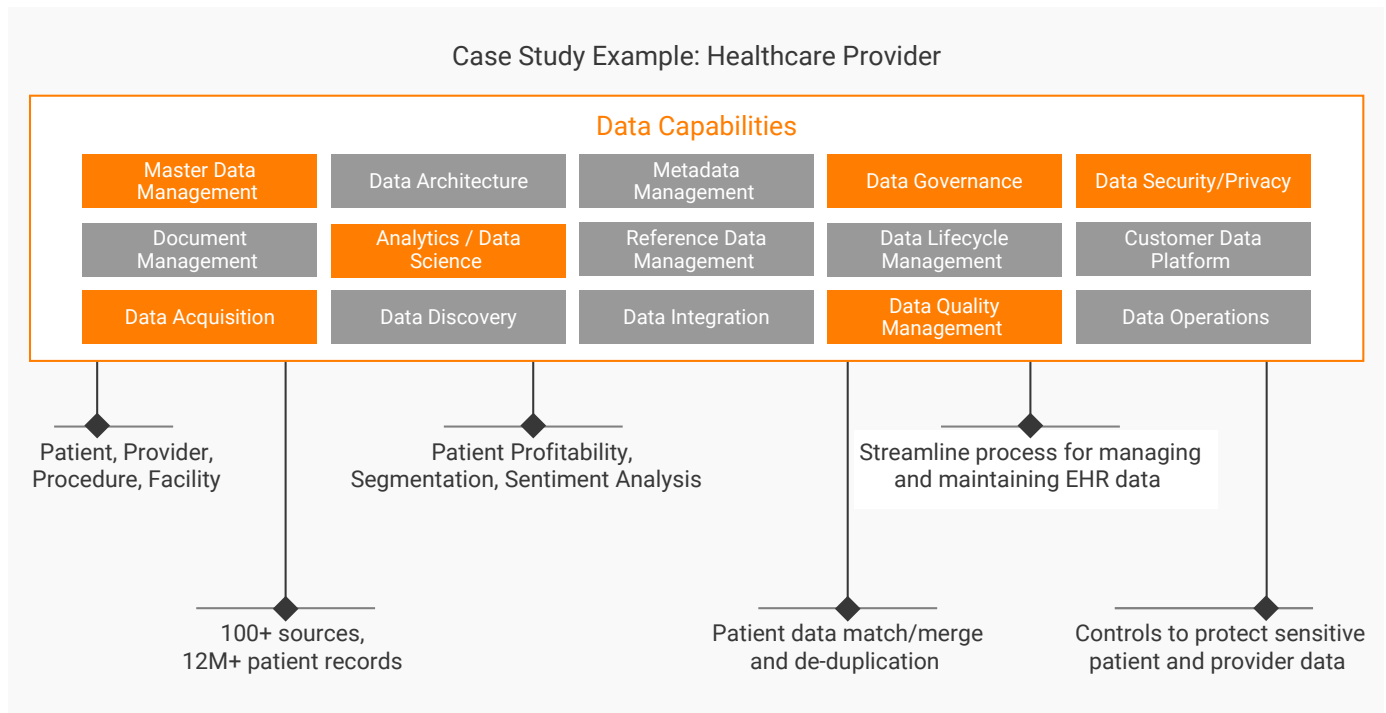 Case Study Example: Healthcare Provider
Data Capabilities
Master Data
Management
Data Architecture
Metadata
Management
Data Governance
Data Security/Privacy
Document
Management
Analytics / Data
Science
Reference Data
Management
Data Lifecycle
Management
Customer Data
Platform
Data Acquisition
Data Discovery
Data Integration
Data Quality
Management
Data Operations
Patient, Provider,
Procedure, Facility
Patient Profitability,
Segmentation, Sentiment Analysis
Streamline process for managing
and maintaining EHR data
100+ sources,
12M+ patient records
Patient data match/merge
and de-duplication
Controls to protect sensitive
patient and provider data